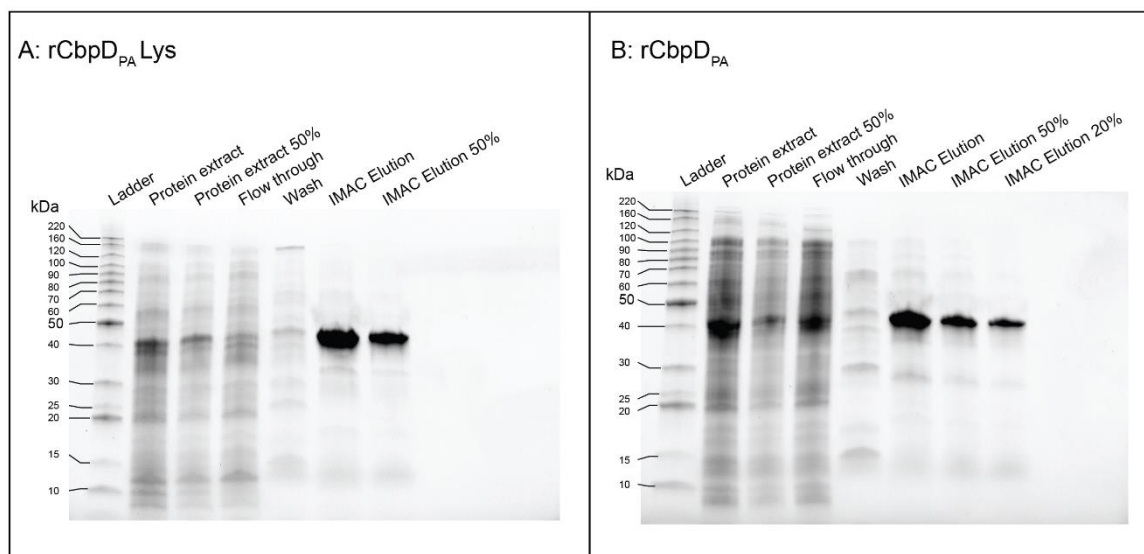 A: rCbpD_PA Lys
Ladder
Protein extract
Protein extract 50%
Flow through
Wash
IMAC Elution
IMAC Elution 50%
kDa
220
160
120
100
90
80
70
60
50
40
30
25
20
15
10
B: rCbpD_PA
Ladder
Protein extract
Protein extract 50%
Flow through
Wash
IMAC Elution
IMAC Elution 50%
IMAC Elution 20%
kDa
220
160
120
100
90
80
70
60
50
40
30
25
20
15
10